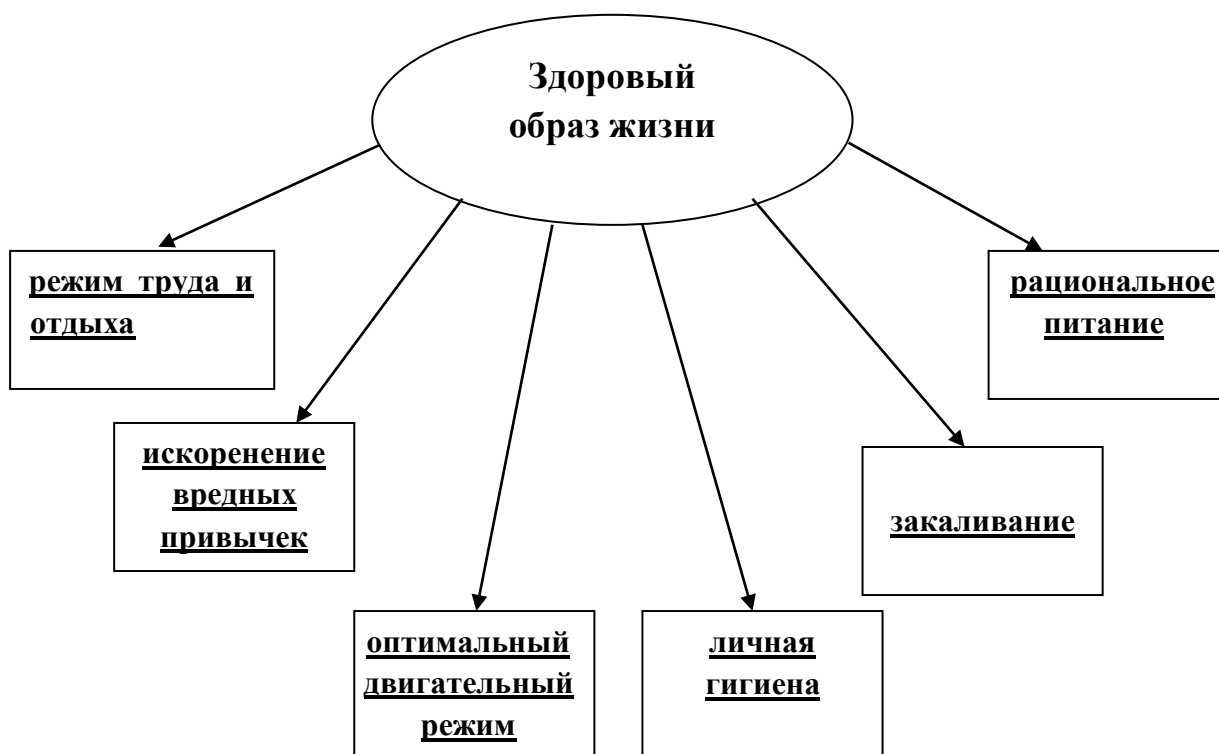 Здоровый
образ жизни
режим труда и
отдыха
рациональное
питание
искоренение
вредных
привычек
закаливание
оптимальный
двигательный
режим
личная
гигиена